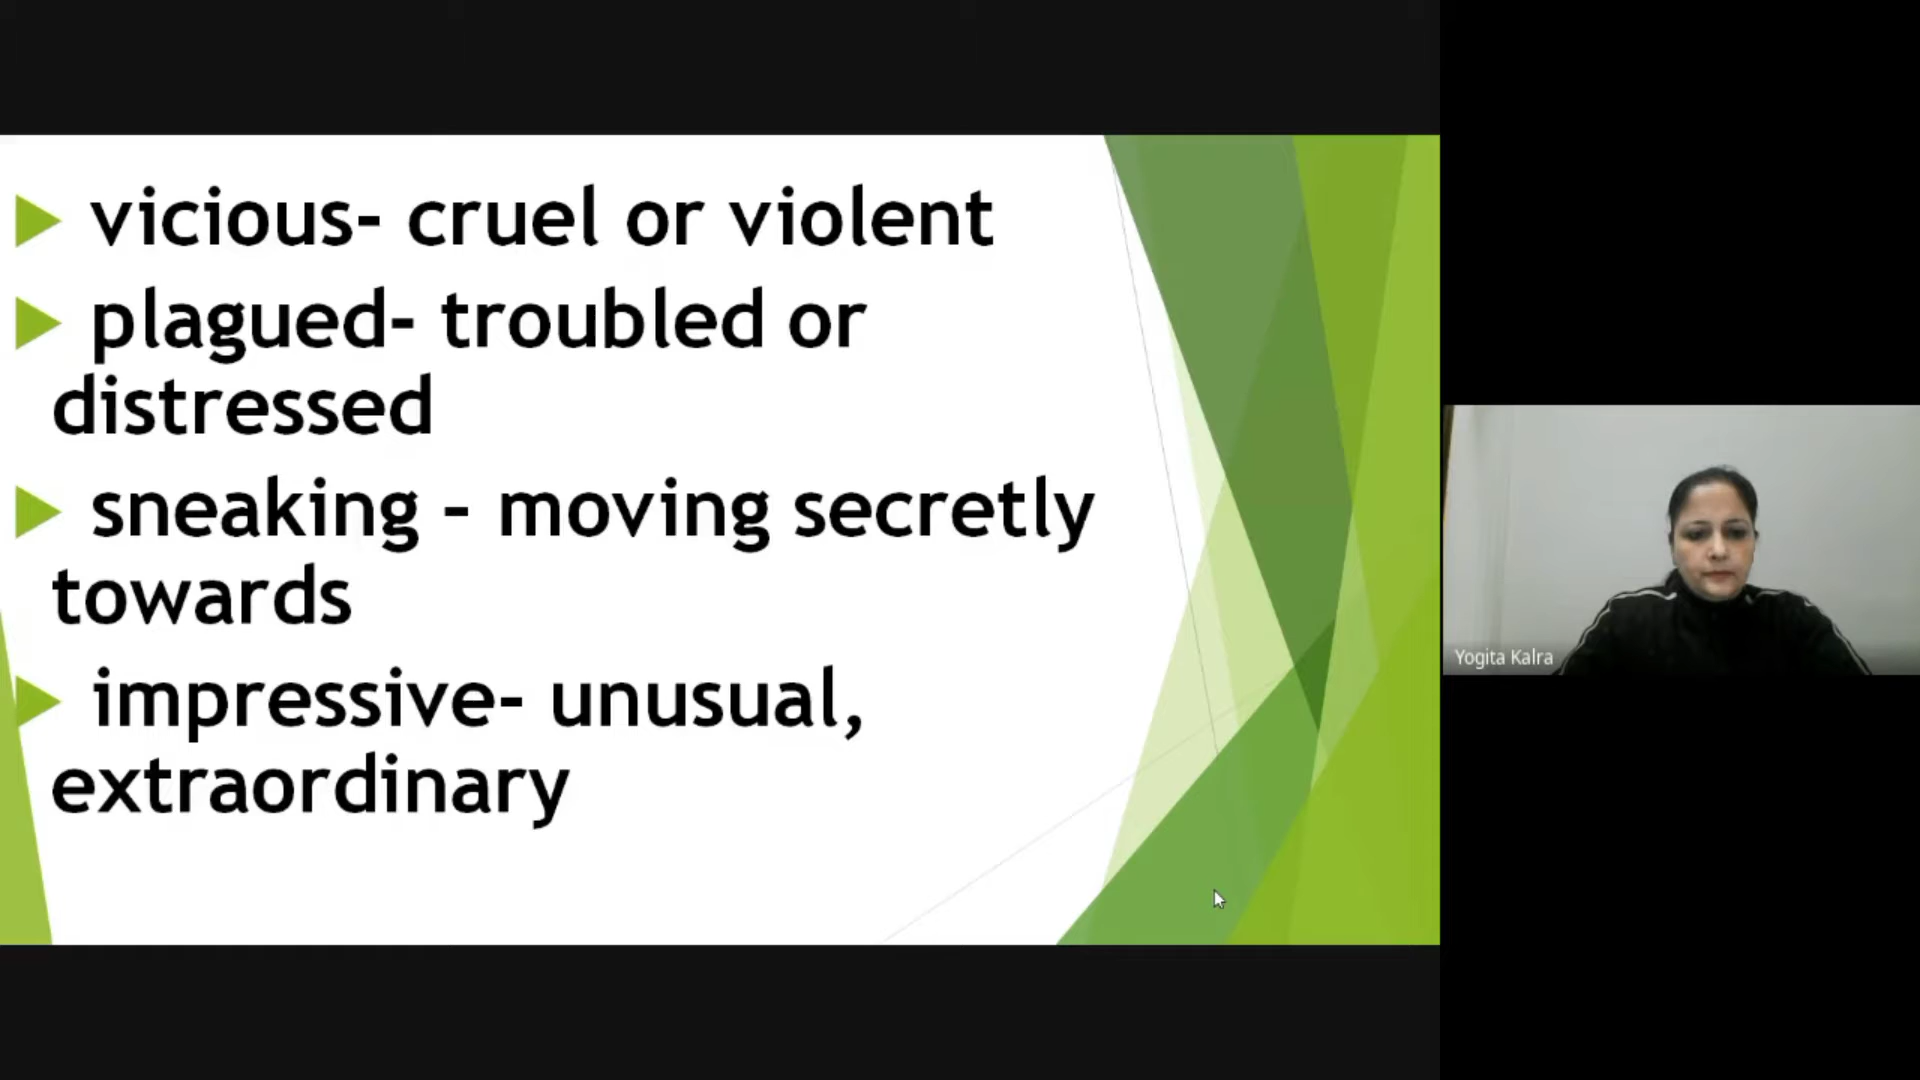 vicious- cruel or violent
plagued- troubled or
distressed
sneaking - moving secretly
towards
impressive- unusual,
extraordinary
Yogita Kalra